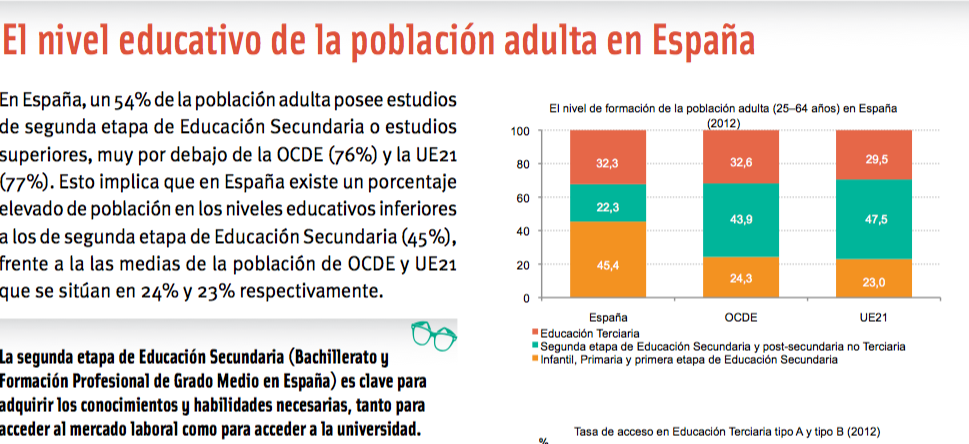 El nivel educativo de la población adulta en España
En España, un 54% de la población adulta posee estudios
de segunda etapa de Educación Secundaria o estudios
superiores, muy por debajo de la OCDE (76%) y la UE21
(77%). Esto implica que en España existe un porcentaje
elevado de población en los niveles educativos inferiores
a los de segunda etapa de Educación Secundaria (45%),
frente a la las medias de la población de OCDE y UE21
que se sitúan en 24% y 23% respectivamente.
La segunda etapa de Educación Secundaria (Bachillerato y
Formación Profesional de Grado Medio en España) es clave para
adquirir los conocimientos y habilidades necesarias, tanto para
acceder al mercado laboral como para acceder a la universidad.
El nivel de formación de la población adulta (25–64 años) en España
(2012)
100
80
60
40
20
0
32,3
32,6
29,5
22,3
43,9
47,5
45,4
24,3
23,0
España
OCDE
UE21
Educación Terciaria
Segunda etapa de Educación Secundaria y post-secundaria no Terciaria
Infantil, Primaria y primera etapa de Educación Secundaria
Tasa de acceso en Educación Terciaria tipo A y tipo B (2012)
%